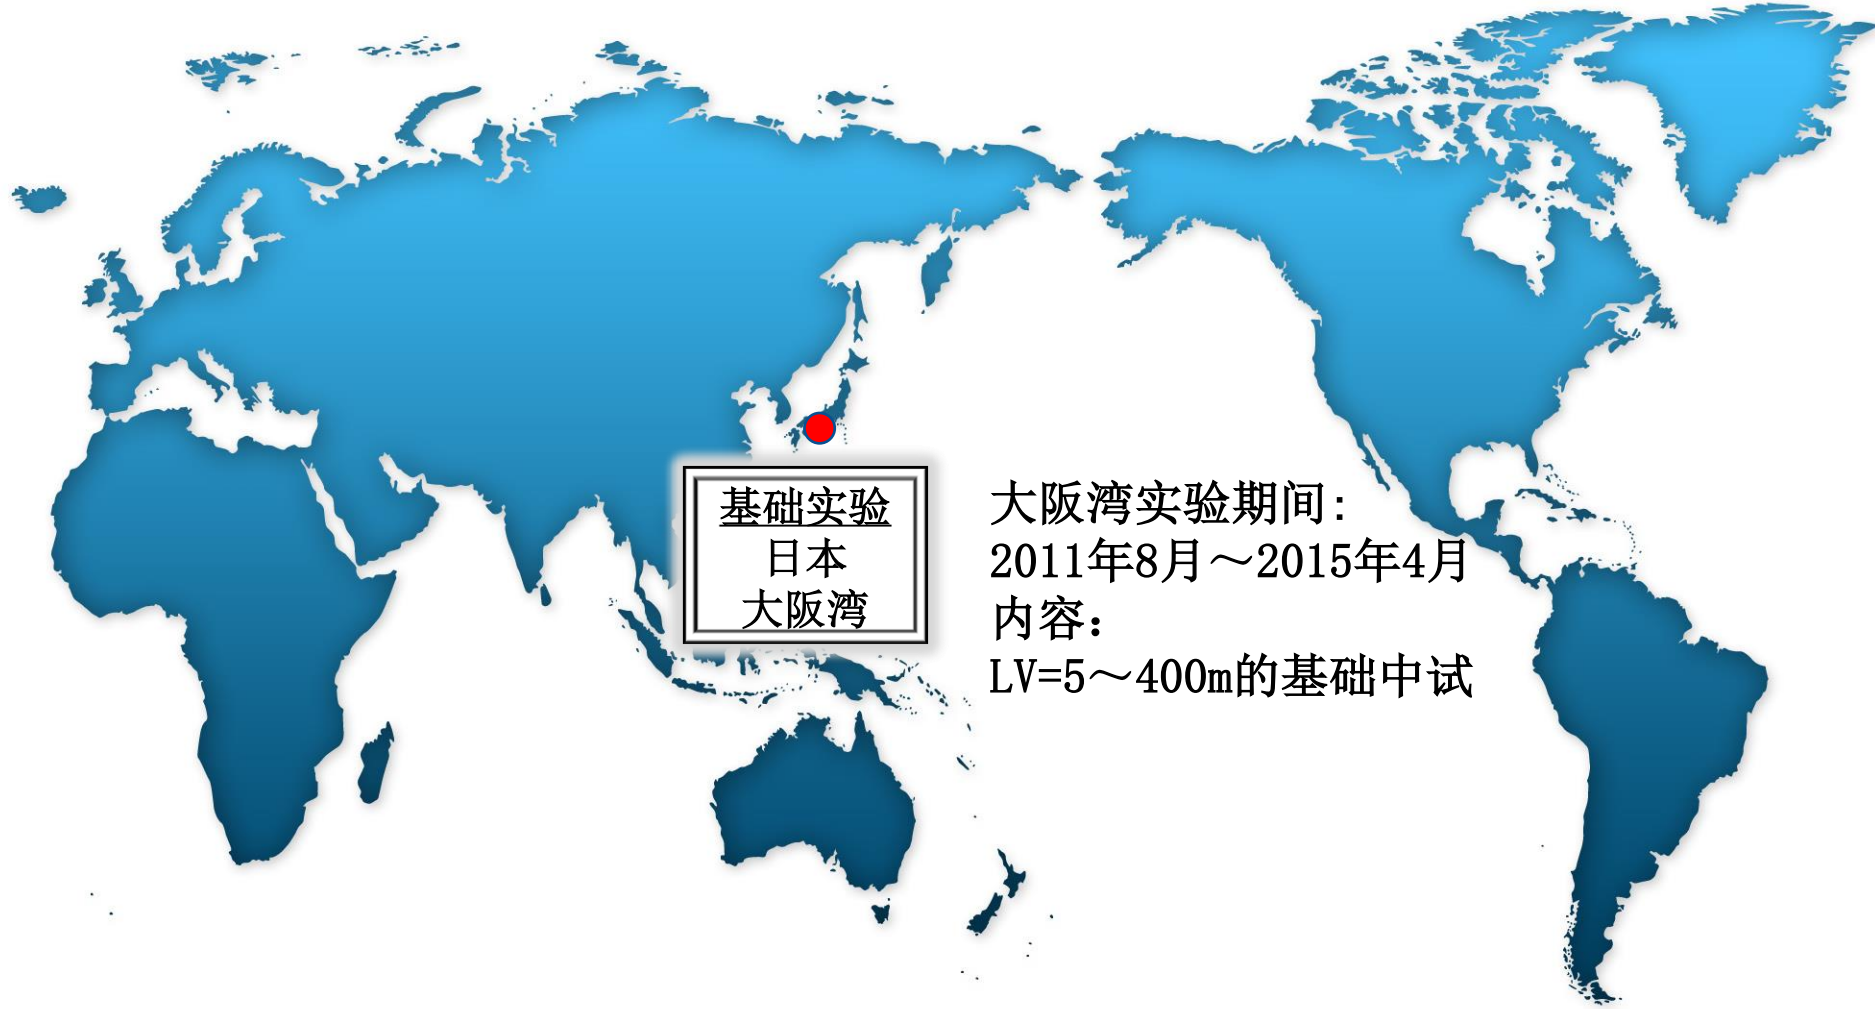 基础实验
日本
大阪湾
大阪湾实验期间:
2011年8月～2015年4月
内容：
LV=5～400m的基础中试